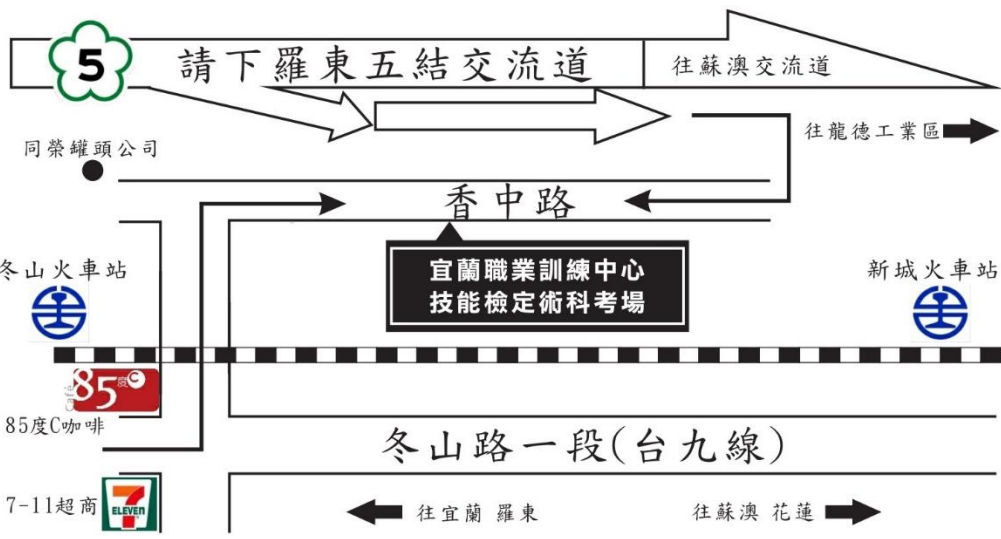 5
請下羅東五結交流道
往蘇澳交流道
往龍德工業區
同榮罐頭公司
香中路
宜蘭職業訓練中心
技能檢定術科考場
冬山火車站
新城火車站
Café 85度C
85度C咖啡
冬山路一段(台九線)
7-11超商
7 ELEVEN
往宜蘭 羅東
往蘇澳 花蓮